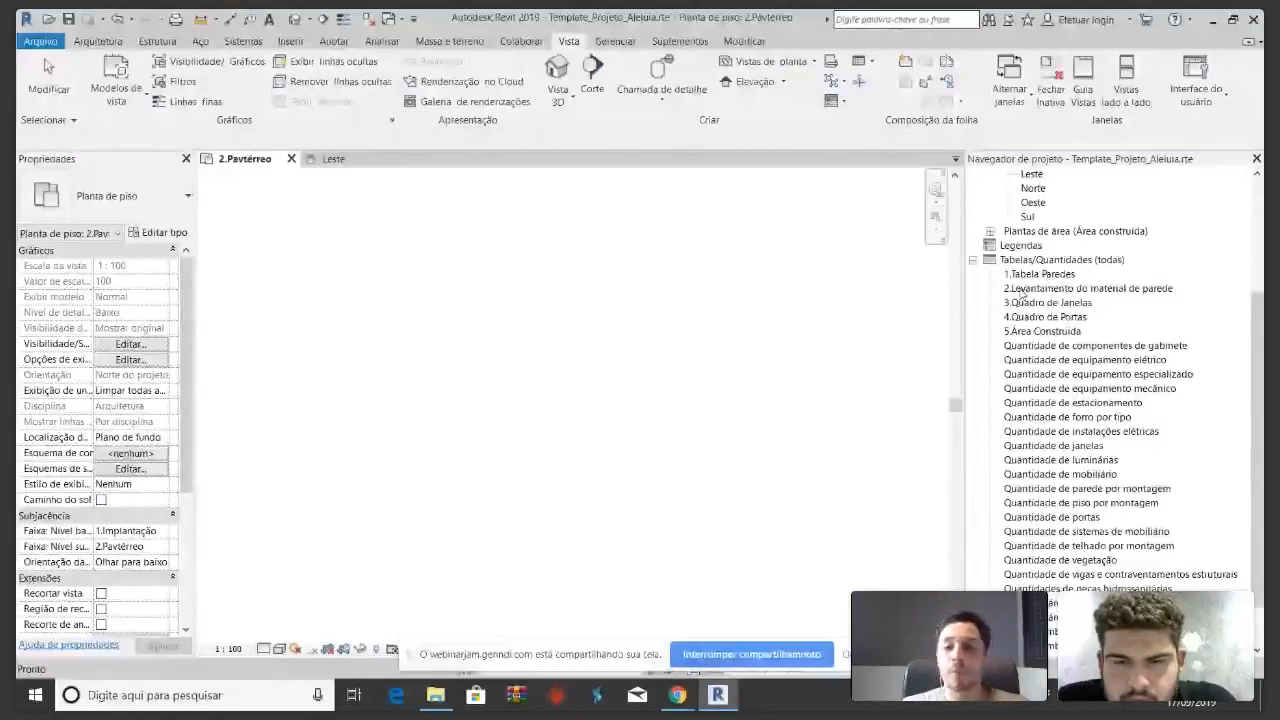 Autodesk Revit 2019 - Template_Projeto_Aleluia.rte - Planta de piso: 2.Pavtérreo
Digite palavra-chave ou frase
Efetuar login
Arquivo Arquitetura Estrutura Aço Sistemas Inserir Anotar Analisar Massa e terreno Colaborar Vista Gerenciar Suplementos Modificar
Modificar
Modelos de vista
Visibilidade/ Gráficos
Filtros
Linhas finas
Exibir linhas ocultas
Remover linhas ocultas
Renderização no Cloud
Galeria de renderizações
Vista 3D
Corte
Chamada de detalhe
Vistas de planta
Elevação
Alternar janelas
Fechar Inativa
Guia Vistas
Vistas lado a lado
Interface do usuário
Selecionar
Gráficos
Apresentação
Criar
Composição da folha
Janelas
Propriedades
2.Pavtérreo
Leste
Navegador de projeto - Template_Projeto_Aleluia.rte
Planta de piso
Planta de piso: 2.Pav
Editar tipo
Gráficos
Escala da vista 1 : 100
Valor de escal... 100
Exibir modelo Normal
Nível de detal... Baixo
Visibilidade d... Mostrar original
Visibilidade/S... Editar...
Opções de exi... Editar...
Orientação Norte do projeto
Exibição de un... Limpar todas a...
Disciplina Arquitetura
Mostrar linhas Por disciplina
Localização d... Plano de fundo
Esquema de cor <nenhum>
Esquemas de s... Editar...
Estilo de exibi... Nenhum
Caminho do sol
Subjacência
Faixa: Nível ba... 1.Implantação
Faixa: Nível su... 2.Pavtérreo
Orientação da... Olhar para baixo
Extensões
Recortar vista
Região de rec...
Recorte de an...
Ajuda de propriedades
Leste
Norte
Oeste
Sul
Plantas de área (Área construída)
Legendas
Tabelas/Quantidades (todas)
1.Tabela Paredes
2.Levantamento do material de parede
3.Quadro de Janelas
4.Quadro de Portas
5.Área Construída
Quantidade de componentes de gabinete
Quantidade de equipamento elétrico
Quantidade de equipamento especializado
Quantidade de equipamento mecânico
Quantidade de estacionamento
Quantidade de forro por tipo
Quantidade de instalações elétricas
Quantidade de janelas
Quantidade de luminárias
Quantidade de mobiliário
Quantidade de parede por montagem
Quantidade de piso por montagem
Quantidade de portas
Quantidade de sistemas de mobiliário
Quantidade de telhado por montagem
Quantidade de vegetação
Quantidade de vigas e contraventamentos estruturais
Quantidades de peças hidrossanitárias
1 : 100
O webinarjam.genndi.com está compartilhando sua tela.
Interromper compartilhamento
Pronto
Digite aqui para pesquisar
17/09/2019